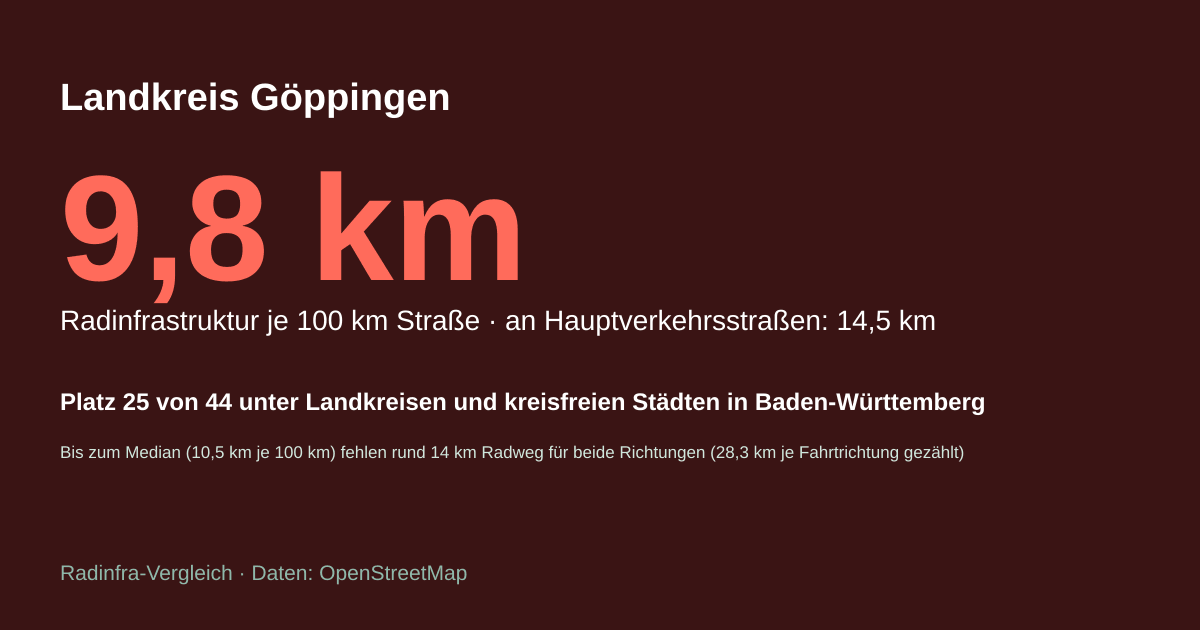 Landkreis Göppingen
9,8 km
Radinfrastruktur je 100 km Straße · an Hauptverkehrsstraßen: 14,5 km
Platz 25 von 44 unter Landkreisen und kreisfreien Städten in Baden-Württemberg
Bis zum Median (10,5 km je 100 km) fehlen rund 14 km Radweg für beide Richtungen (28,3 km je Fahrtrichtung gezählt)
Radinfra-Vergleich · Daten: OpenStreetMap